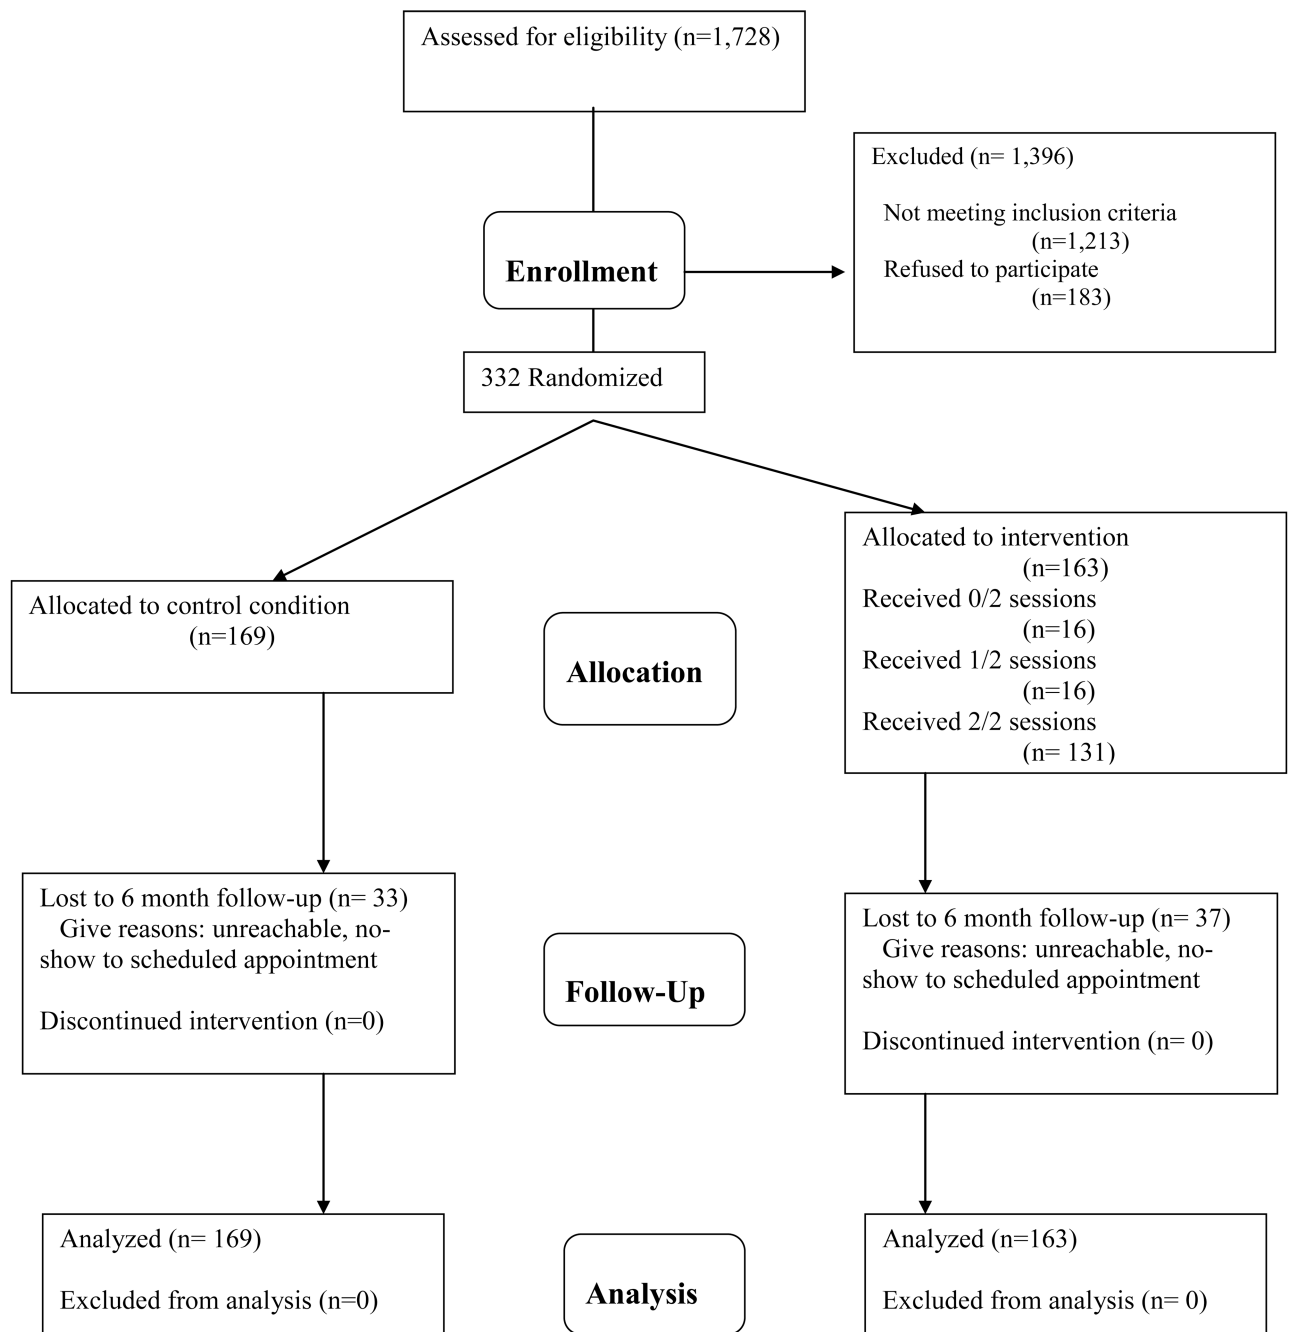 Assessed for eligibility (n=1,728)
Excluded (n= 1,396)
Not meeting inclusion criteria
(n=1,213)
Refused to participate
(n=183)
Enrollment
332 Randomized
Allocated to control condition
(n=169)
Allocation
Allocated to intervention
(n=163)
Received 0/2 sessions
(n=16)
Received 1/2 sessions
(n=16)
Received 2/2 sessions
(n= 131)
Lost to 6 month follow-up (n= 33)
Give reasons: unreachable, no-
show to scheduled appointment
Discontinued intervention (n=0)
Follow-Up
Lost to 6 month follow-up (n= 37)
Give reasons: unreachable, no-
show to scheduled appointment
Discontinued intervention (n= 0)
Analyzed (n= 169)
Excluded from analysis (n=0)
Analysis
Analyzed (n=163)
Excluded from analysis (n= 0)